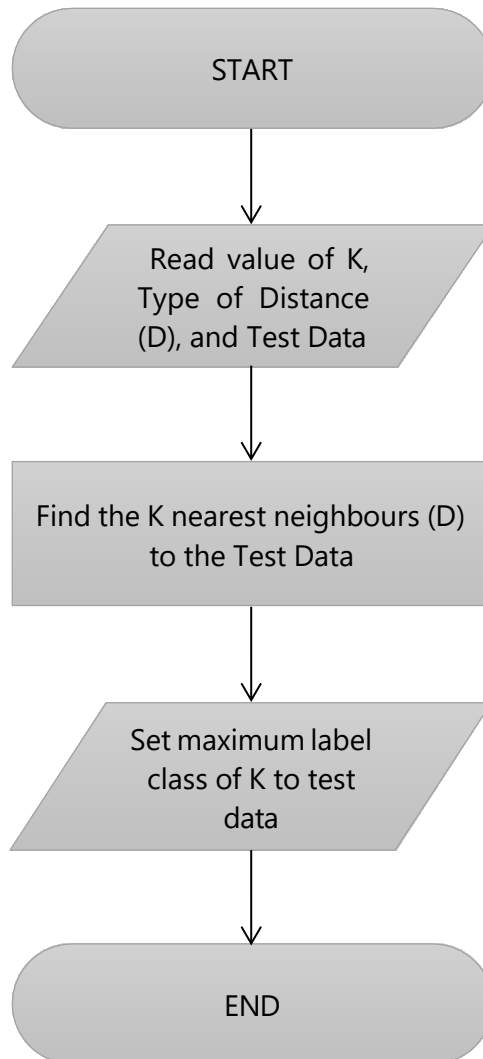 START
Read value of K,
Type of Distance
(D), and Test Data
Find the K nearest neighbours (D)
to the Test Data
Set maximum label
class of K to test
data
END